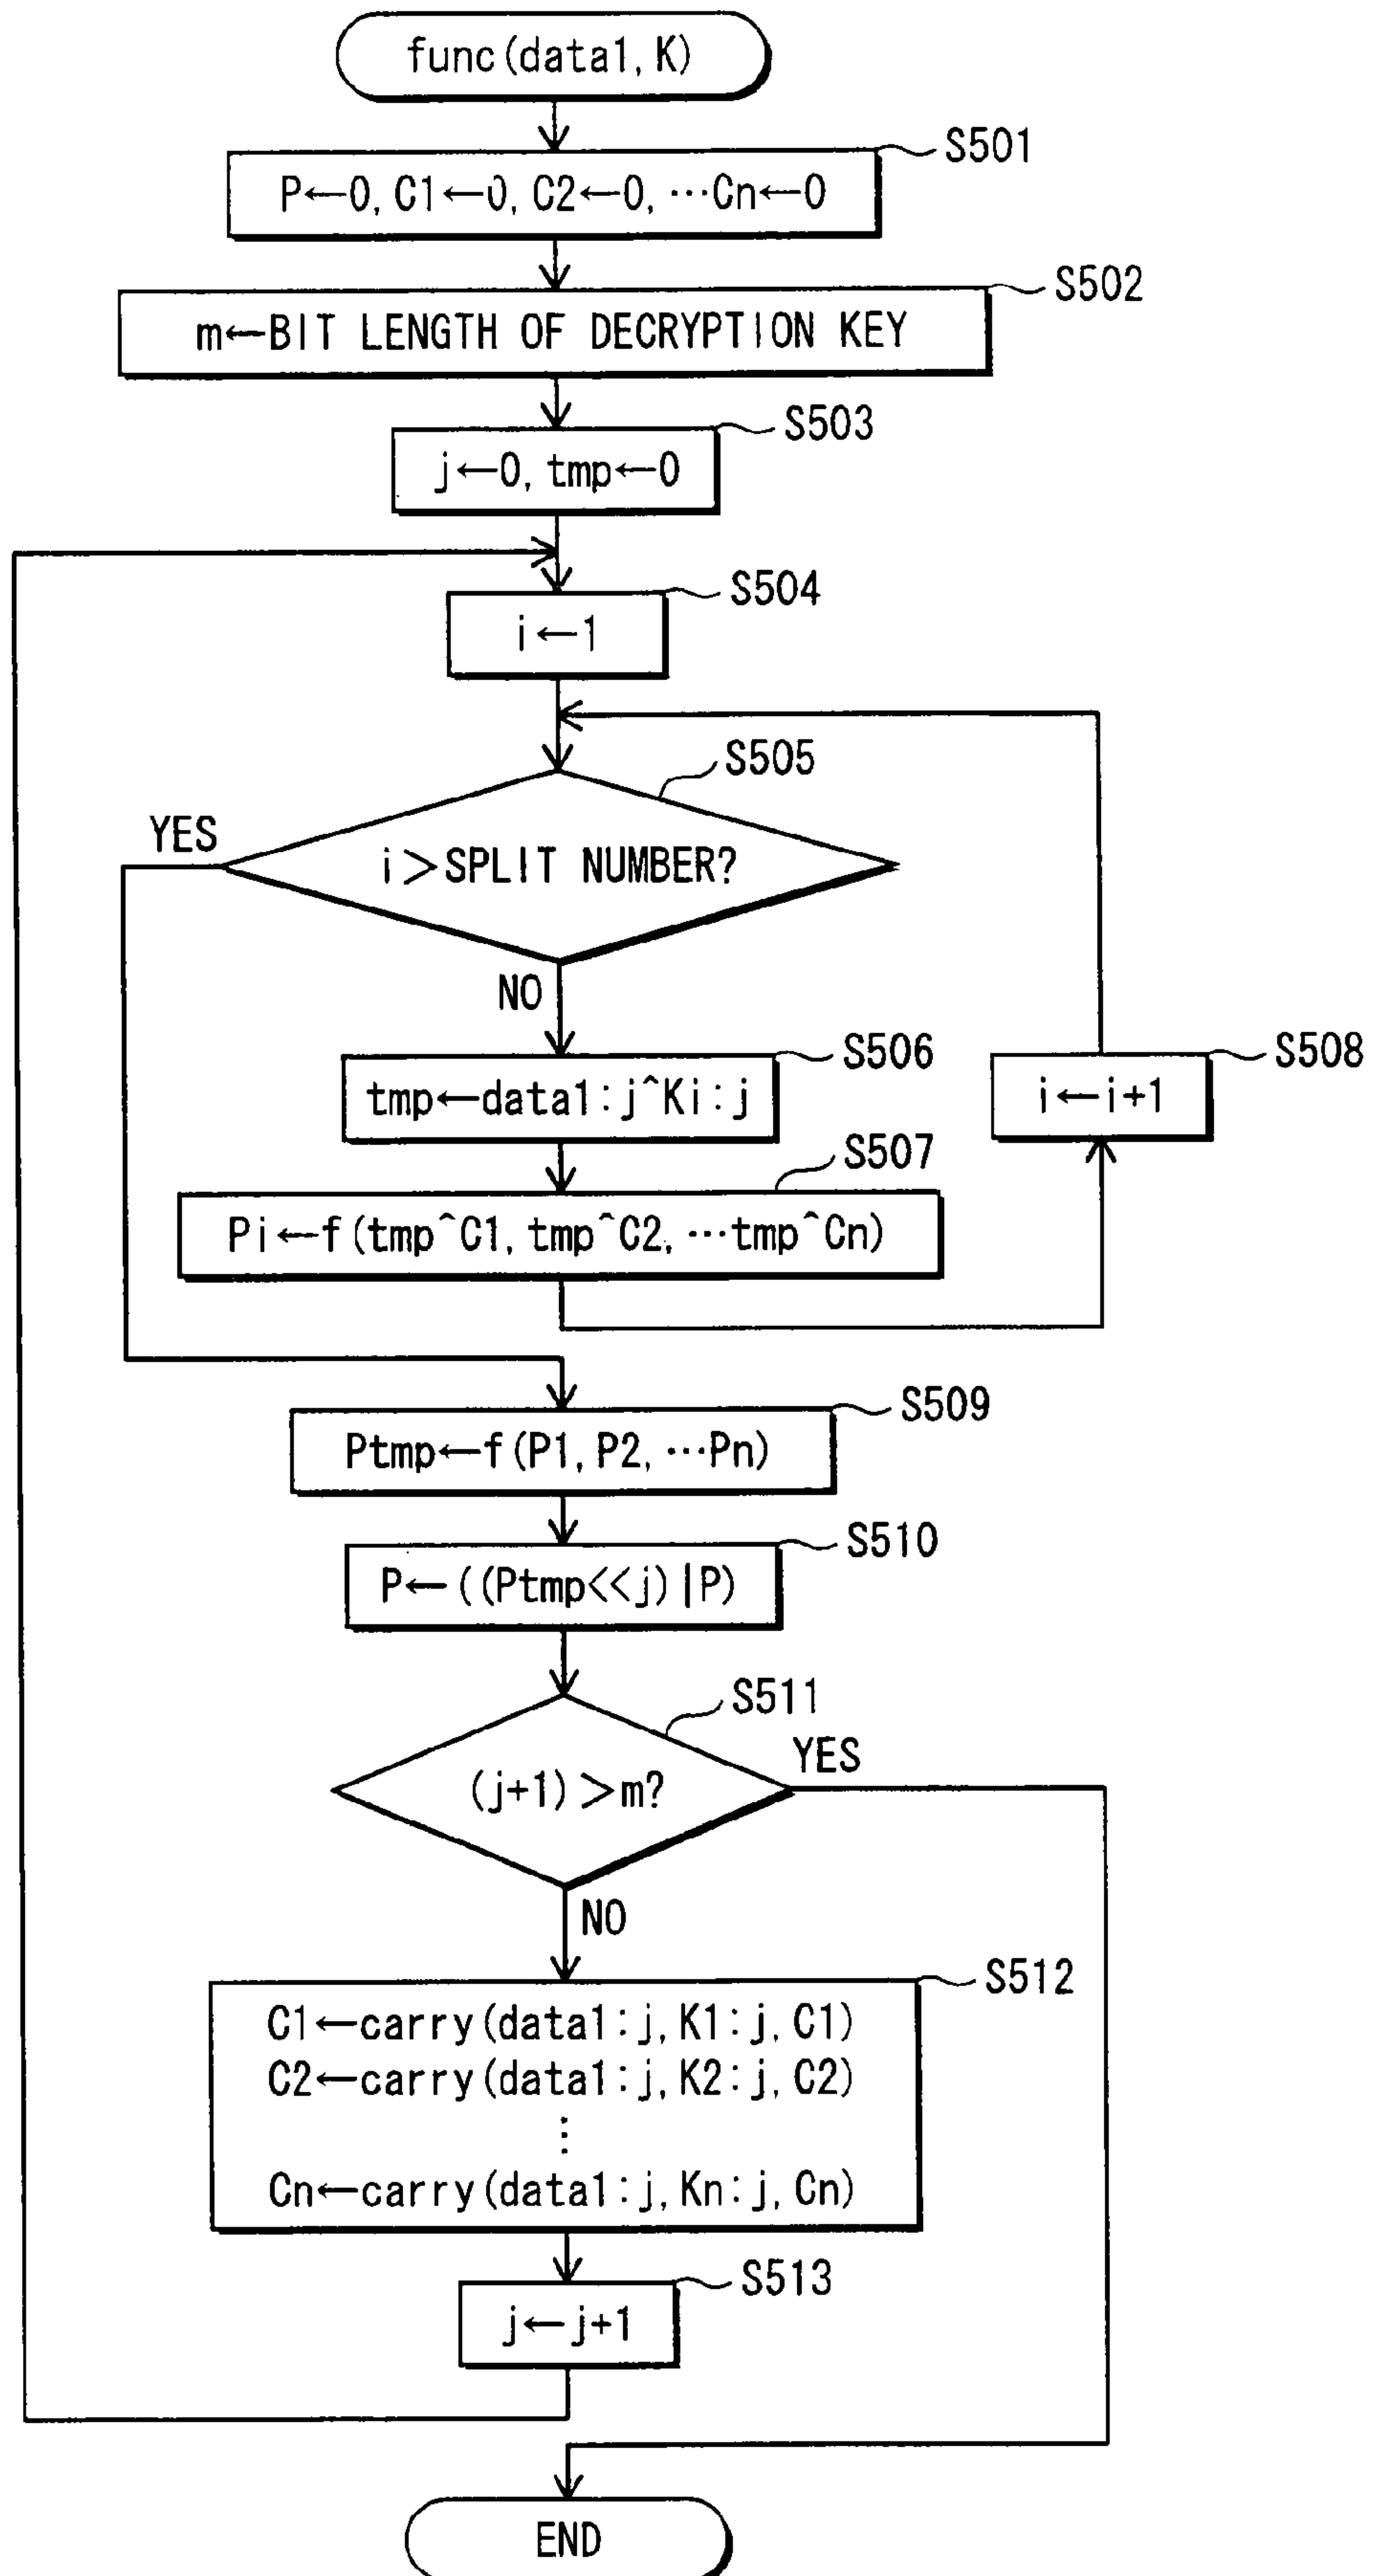 func(data1, K)
S501
P←0, C1←0, C2←0, ⋯Cn←0
S502
m←BIT LENGTH OF DECRYPTION KEY
S503
j←0, tmp←0
S504
i←1
S505
YES
i>SPLIT NUMBER?
NO
S506
tmp←data1:j^Ki:j
S508
i←i+1
S507
Pi←f(tmp^C1, tmp^C2, ⋯tmp^Cn)
S509
Ptmp←f(P1, P2, ⋯Pn)
S510
P←((Ptmp<<j)|P)
S511
YES
(j+1)>m?
NO
S512
C1←carry(data1:j, K1:j, C1)
C2←carry(data1:j, K2:j, C2)
⋮
Cn←carry(data1:j, Kn:j, Cn)
S513
j←j+1
END